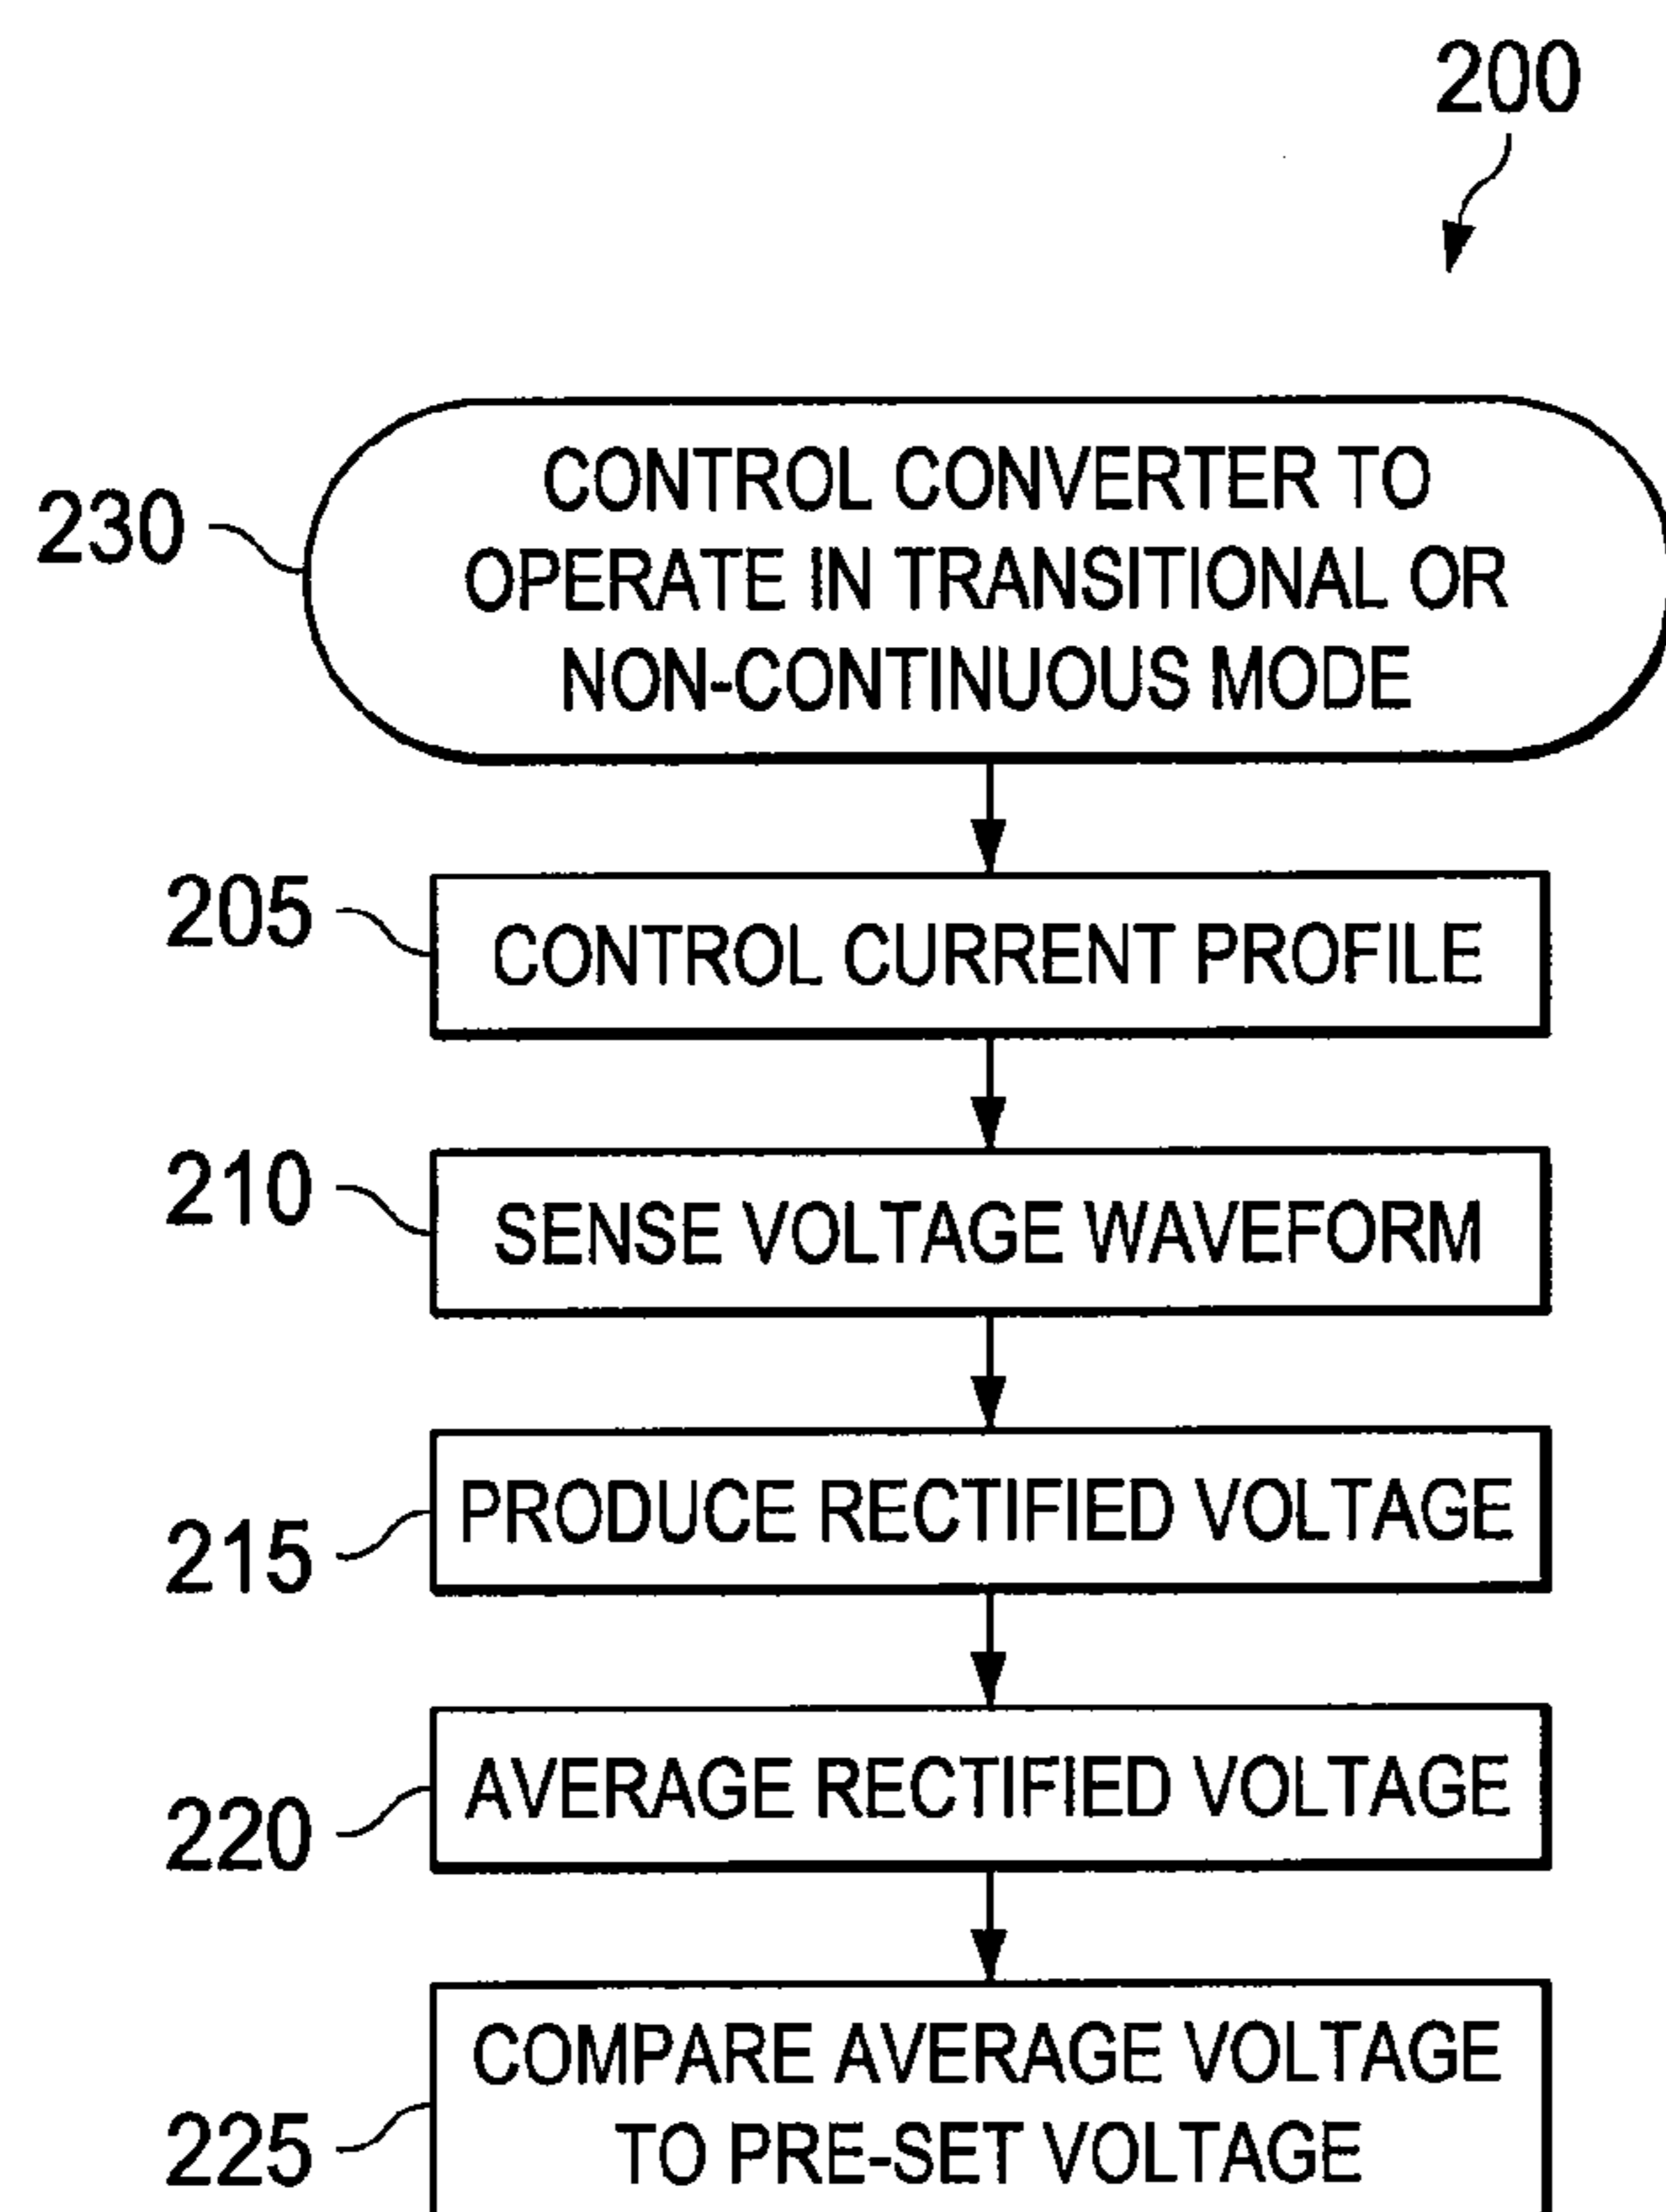 200
230
CONTROL CONVERTER TO
OPERATE IN TRANSITIONAL OR
NON-CONTINUOUS MODE
205
CONTROL CURRENT PROFILE
210
SENSE VOLTAGE WAVEFORM
215
PRODUCE RECTIFIED VOLTAGE
220
AVERAGE RECTIFIED VOLTAGE
225
COMPARE AVERAGE VOLTAGE
TO PRE-SET VOLTAGE